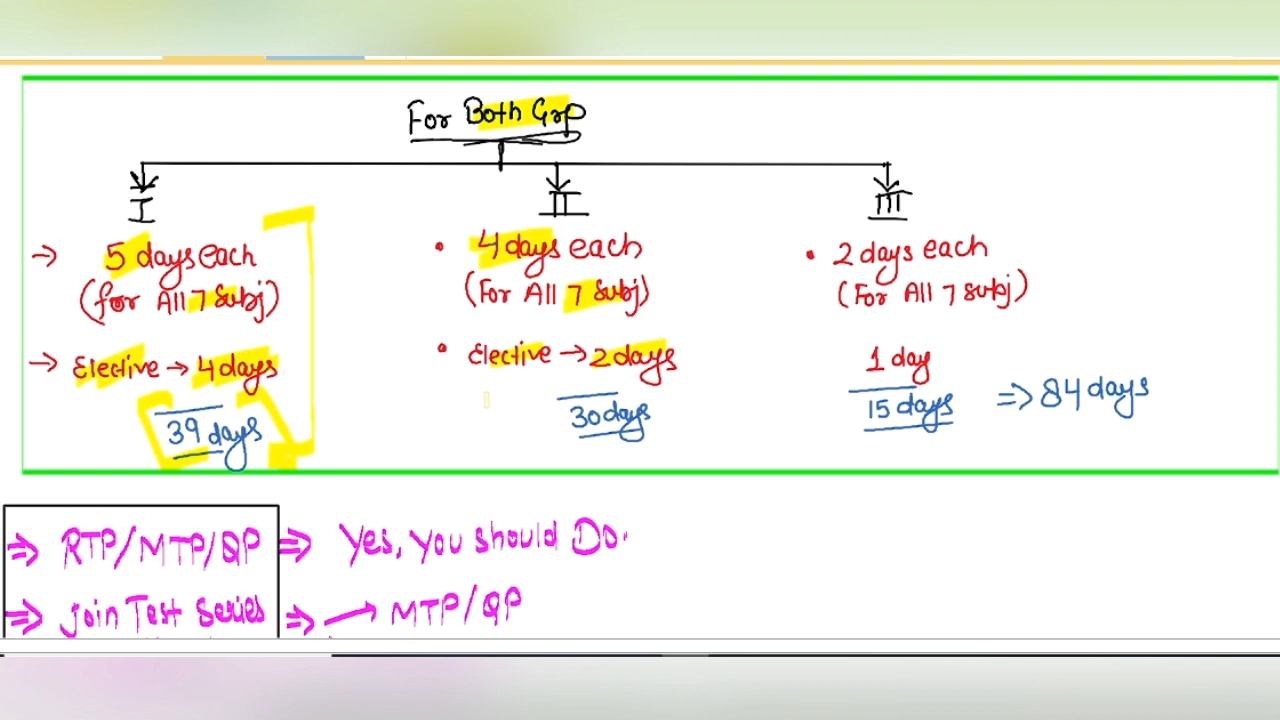 For Both Grp
I
II
III
→ 5 days each
(for All 7 Subj)
→ Elective → 4 days
39 days
• 4 days each
(For All 7 Subj)
• Elective → 2 days
30 days
• 2 days each
(For All 7 subj)
1 day
15 days ⇒ 84 days
⇒ RTP/MTP/QP ⇒ Yes, you should Do.
⇒ Join Test Series ⇒ → MTP/QP